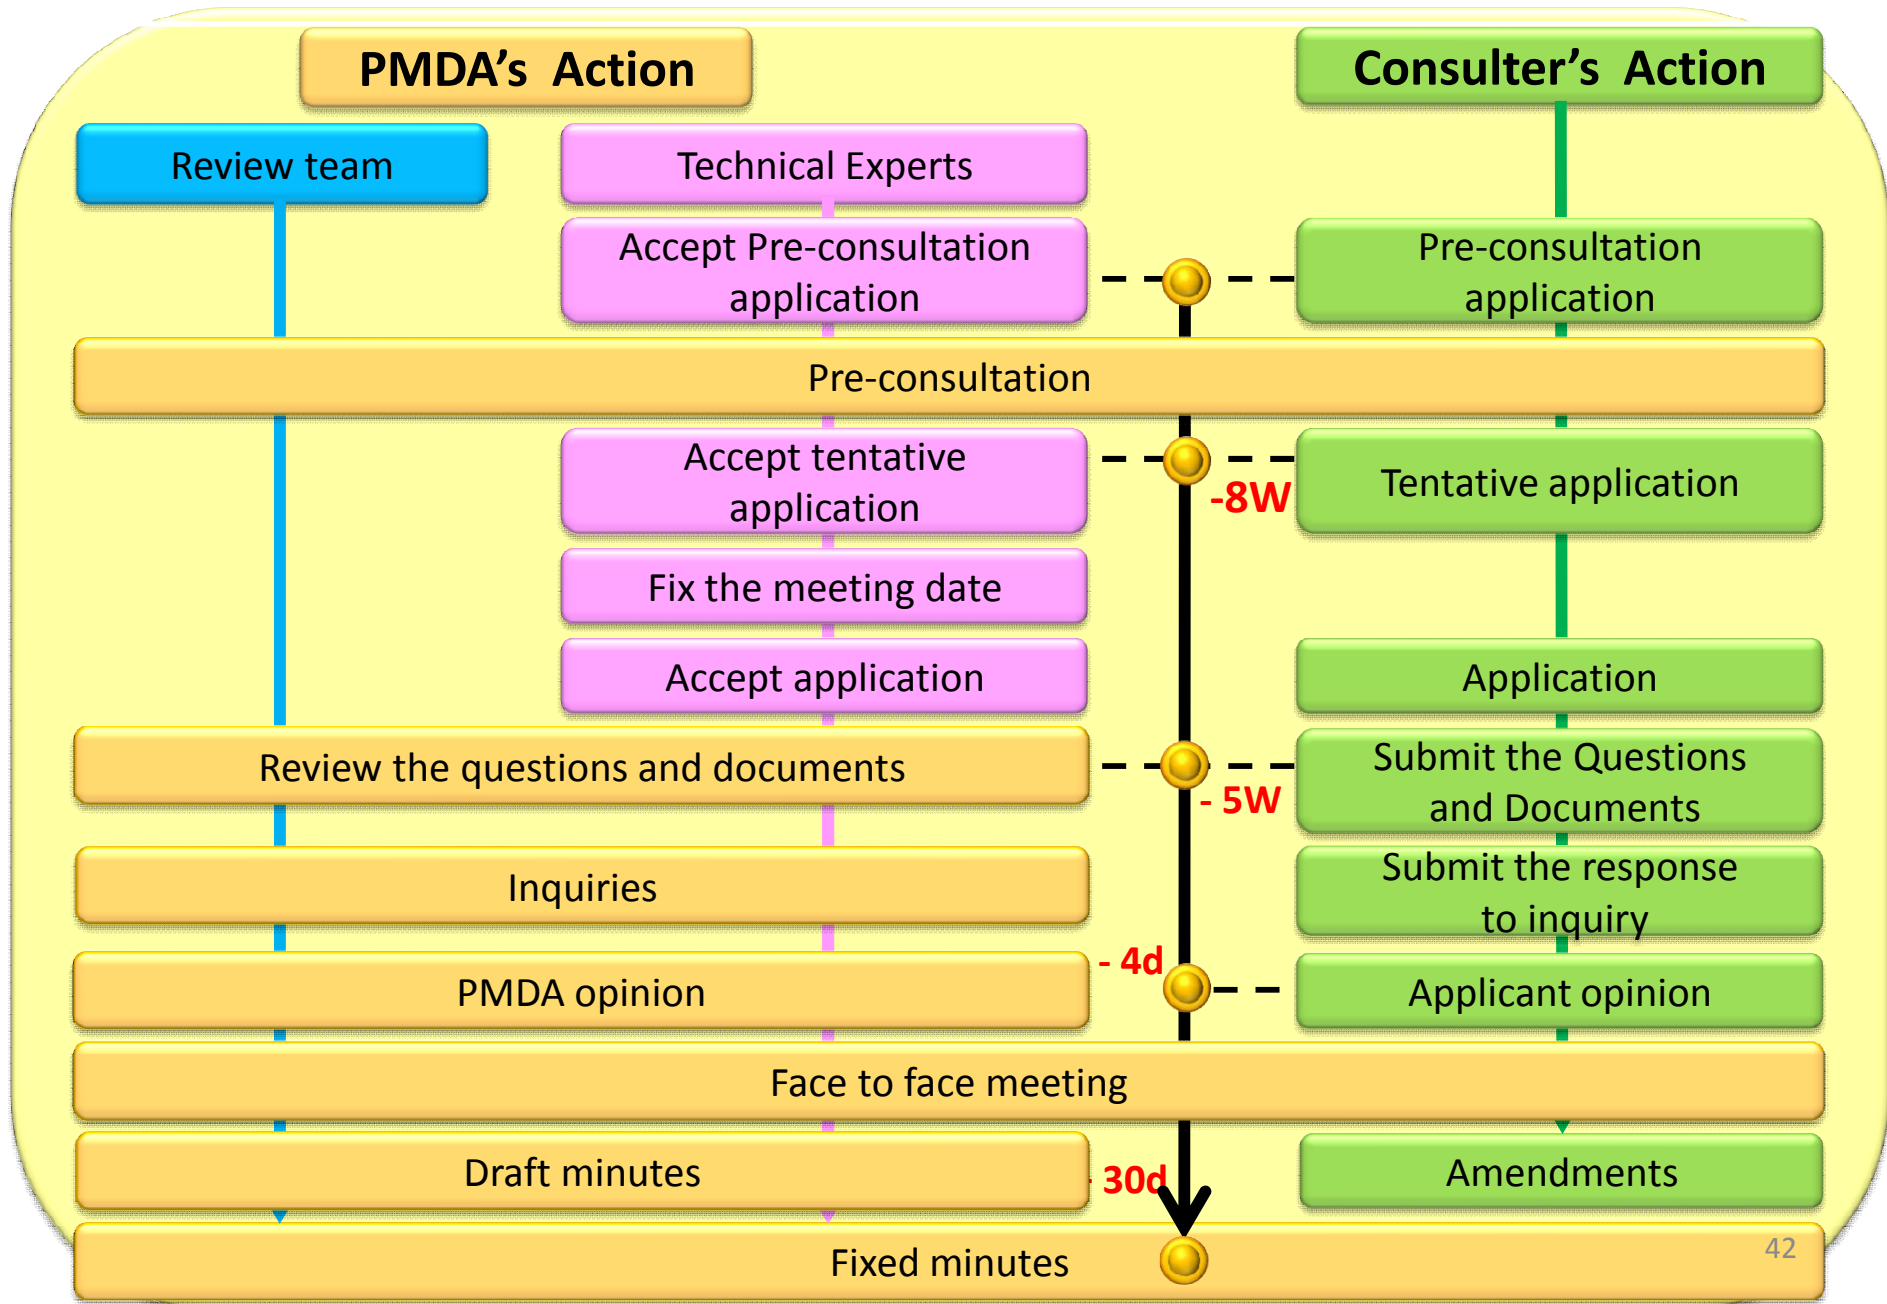 PMDA's Action
Consulter's Action
Review team
Technical Experts
Accept Pre-consultation
application
Pre-consultation
application
Pre-consultation
Accept tentative
application
-8W
Tentative application
Fix the meeting date
Accept application
Application
Review the questions and documents
- 5W
Submit the Questions
and Documents
Inquiries
Submit the response
to inquiry
PMDA opinion
- 4d
Applicant opinion
Face to face meeting
Draft minutes
- 30d
Amendments
Fixed minutes
42